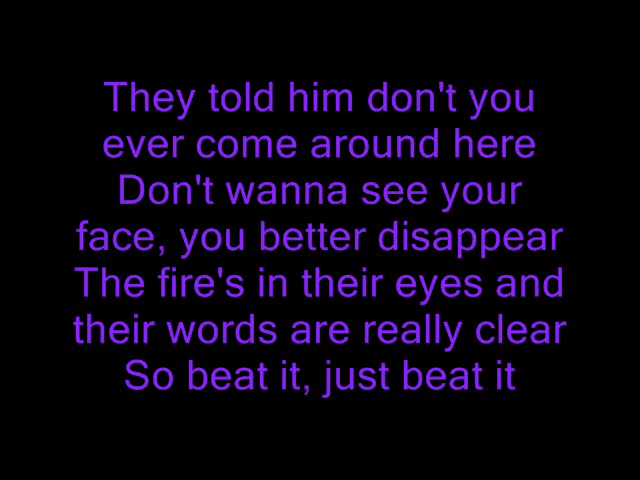 They told him don't you
ever come around here
Don't wanna see your
face, you better disappear
The fire's in their eyes and
their words are really clear
So beat it, just beat it